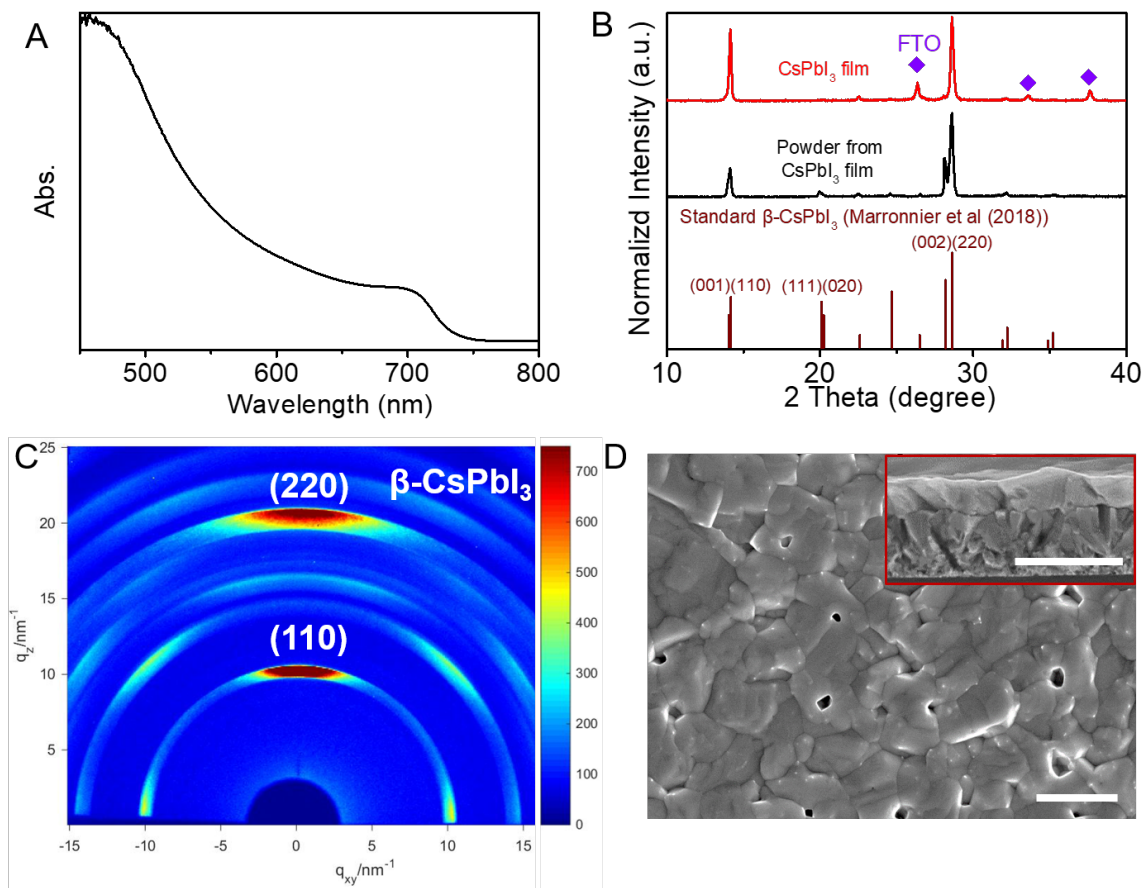 A
Abs.
500
600
700
800
Wavelength (nm)
B
Normalizd Intensity (a.u.)
FTO
CsPbI₃ film
Powder from
CsPbI₃ film
Standard β-CsPbI₃ (Marronnier et al (2018))
(002)(220)
(001)(110)
(111)(020)
10
20
30
40
2 Theta (degree)
C
25
20
15
10
5
q_z/nm⁻¹
(220)
β-CsPbI₃
(110)
-15
-10
-5
0
5
10
15
q_xy/nm⁻¹
700
600
500
400
300
200
100
0
D